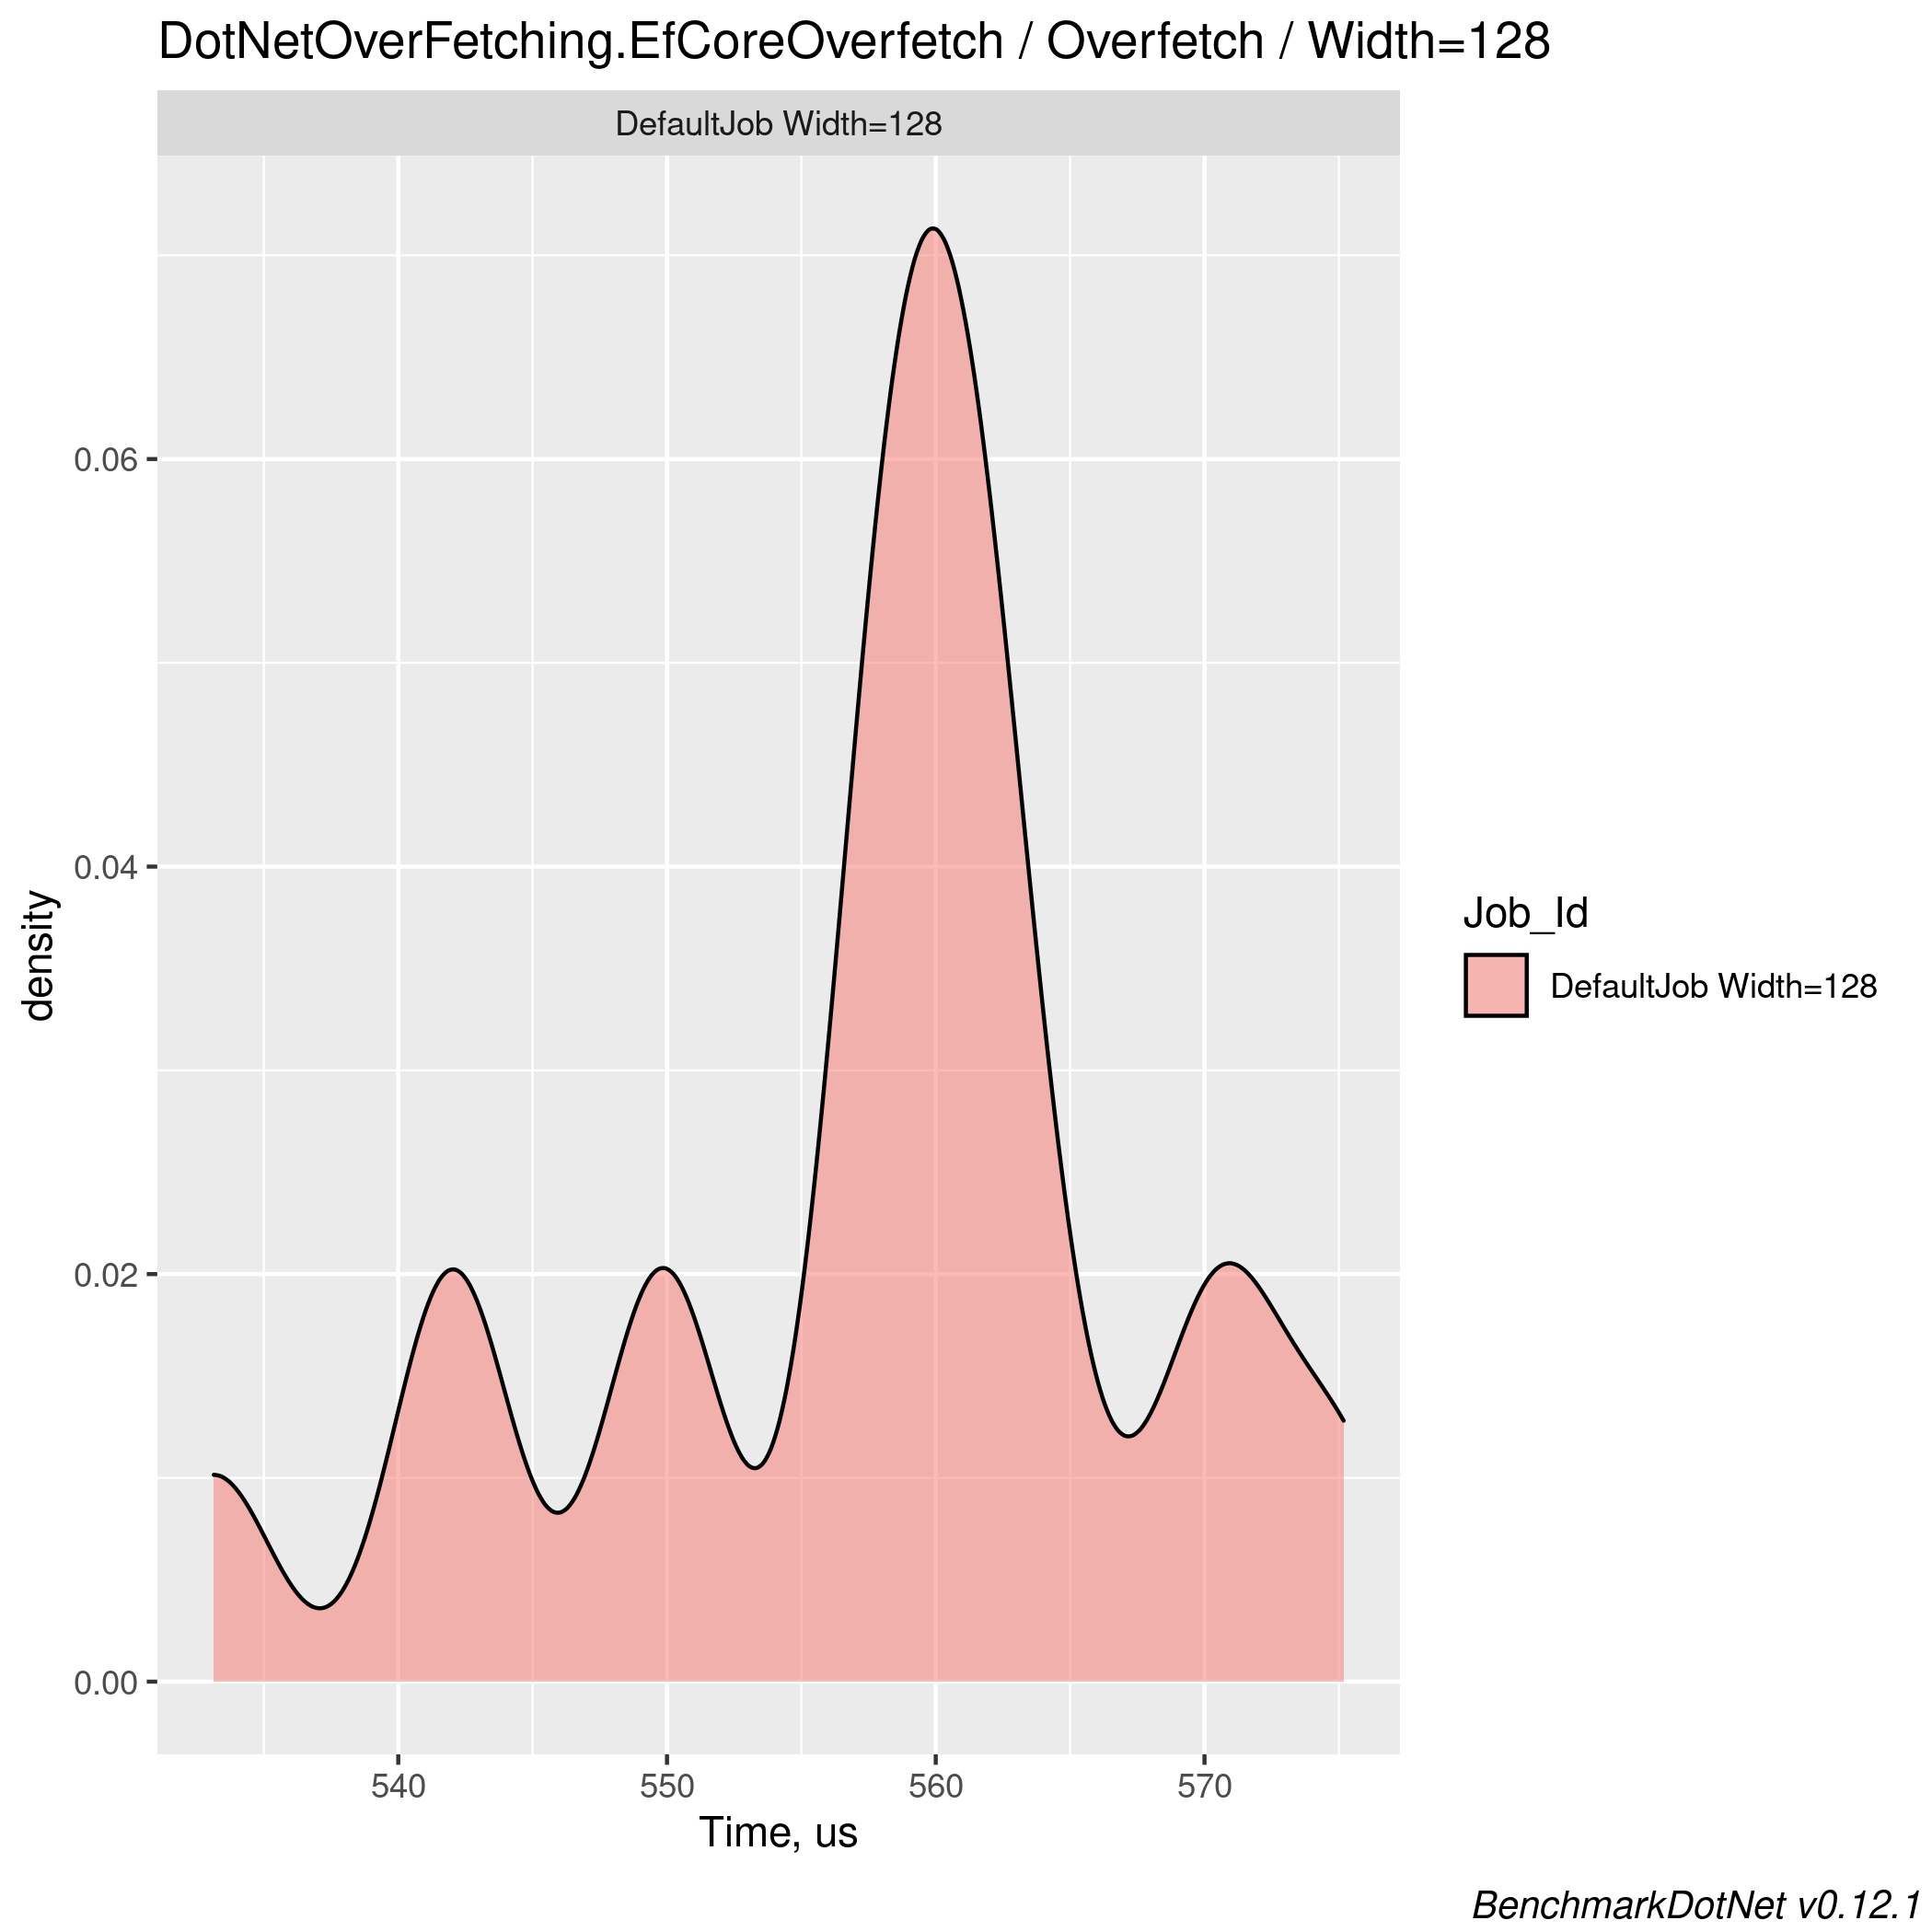 DotNetOverFetching.EfCoreOverfetch / Overfetch / Width=128
DefaultJob Width=128
0.06
0.04
0.02
0.00
density
540
550
560
570
Time, us
Job_Id
DefaultJob Width=128
BenchmarkDotNet v0.12.1